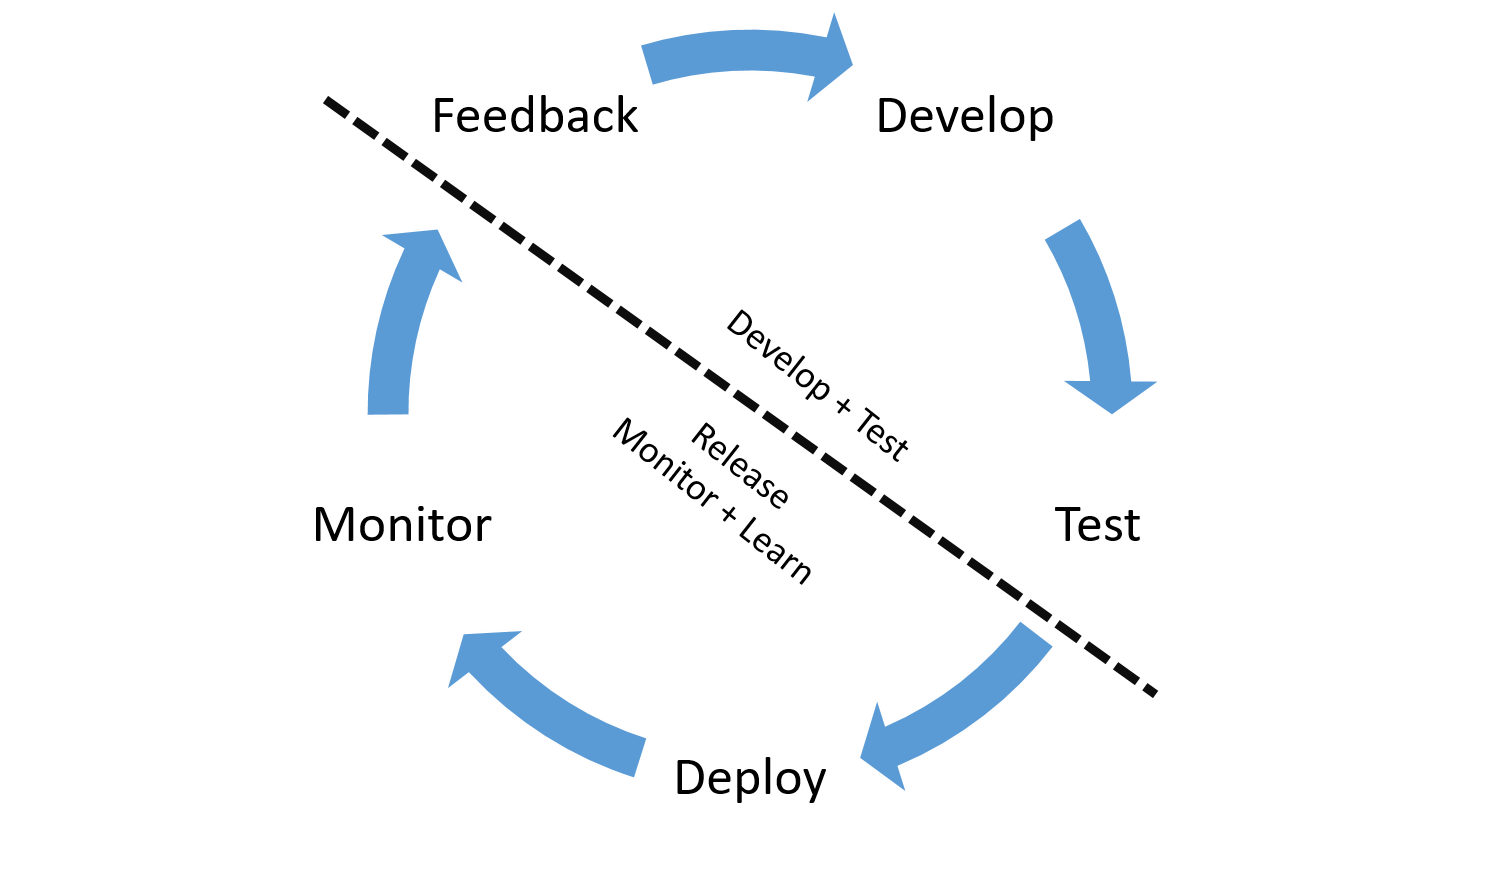 Feedback
Develop
Develop + Test
Release
Monitor + Learn
Monitor
Test
Deploy